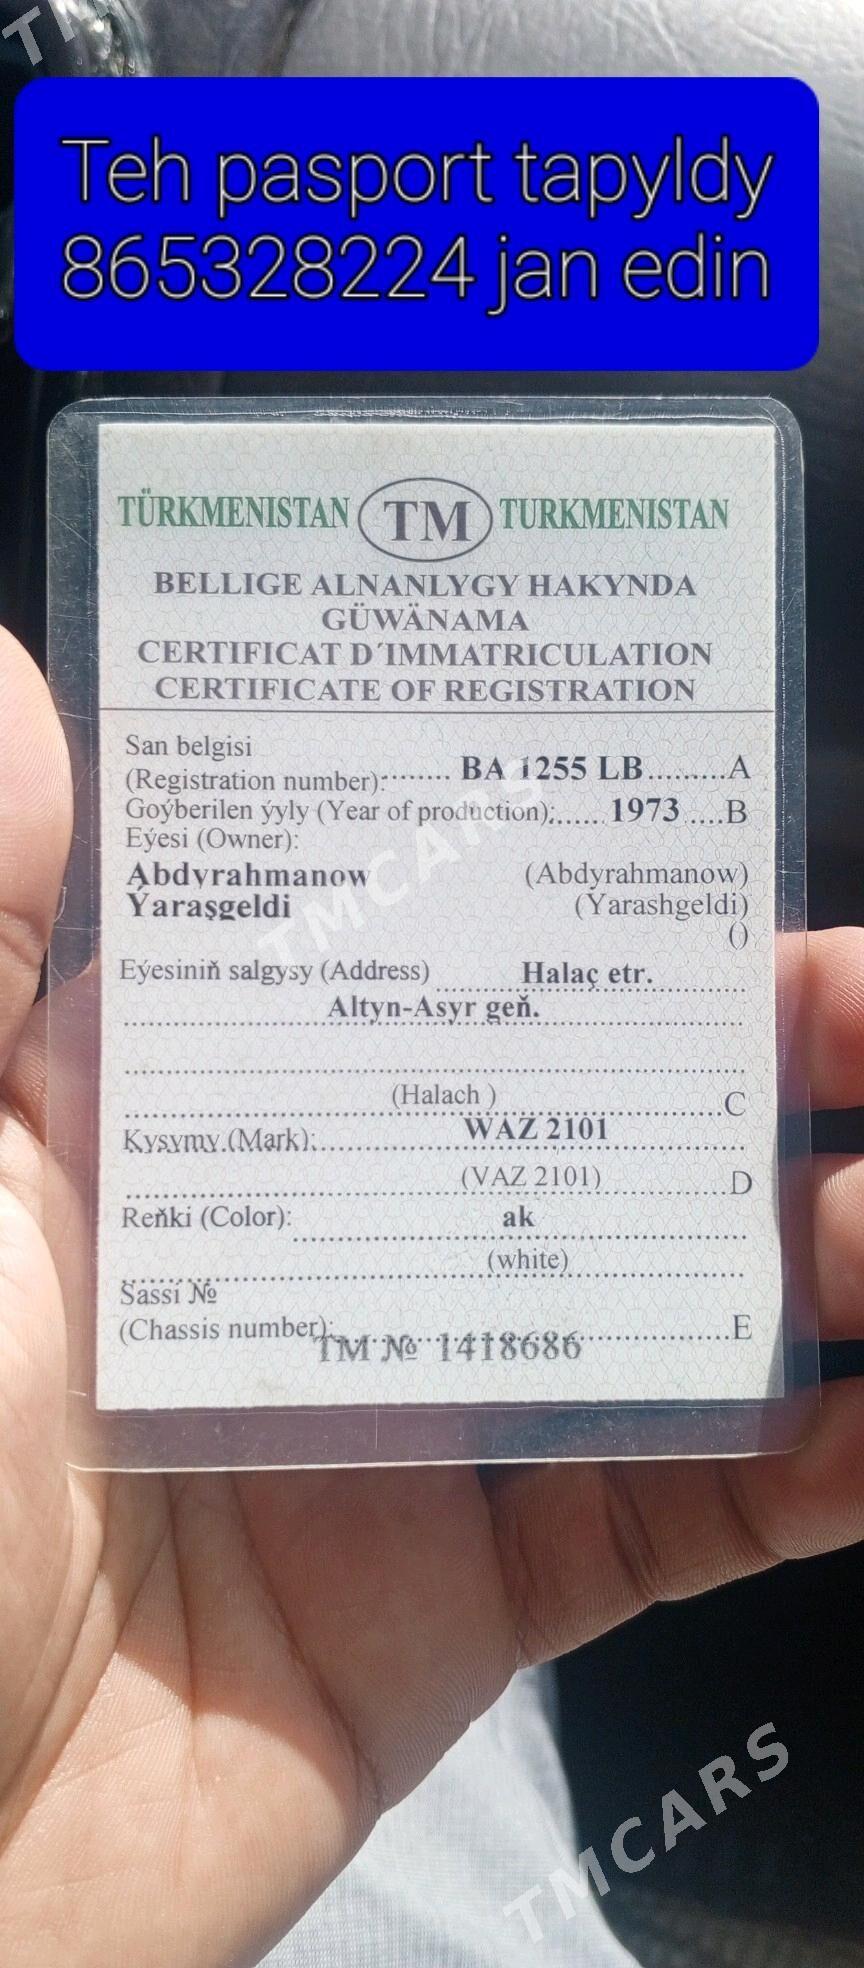 Teh pasport tapyldy
865328224 jan edin
TÜRKMENISTAN TM TURKMENISTAN
BELLIGE ALNANLYGY HAKYNDA
GÜWÄNAMA
CERTIFICAT D´IMMATRICULATION
CERTIFICATE OF REGISTRATION
San belgisi
(Registration number):........ BA 1255 LB.........A
Goýberilen ýyly (Year of production):...... 1973 ....B
Eýesi (Owner):
Abdyrahmanow (Abdyrahmanow)
Ýaraşgeldi (Yarashgeldi)
()
Eýesiniň salgysy (Address) Halaç etr.
Altyn-Asyr geň.
(Halach ) C
Kysymy.(Mark): WAZ 2101
(VAZ 2101) D
Reňki (Color): ak
(white)
Sassi №
(Chassis number): E
TM № 1418686
TMCARS
TMCARS